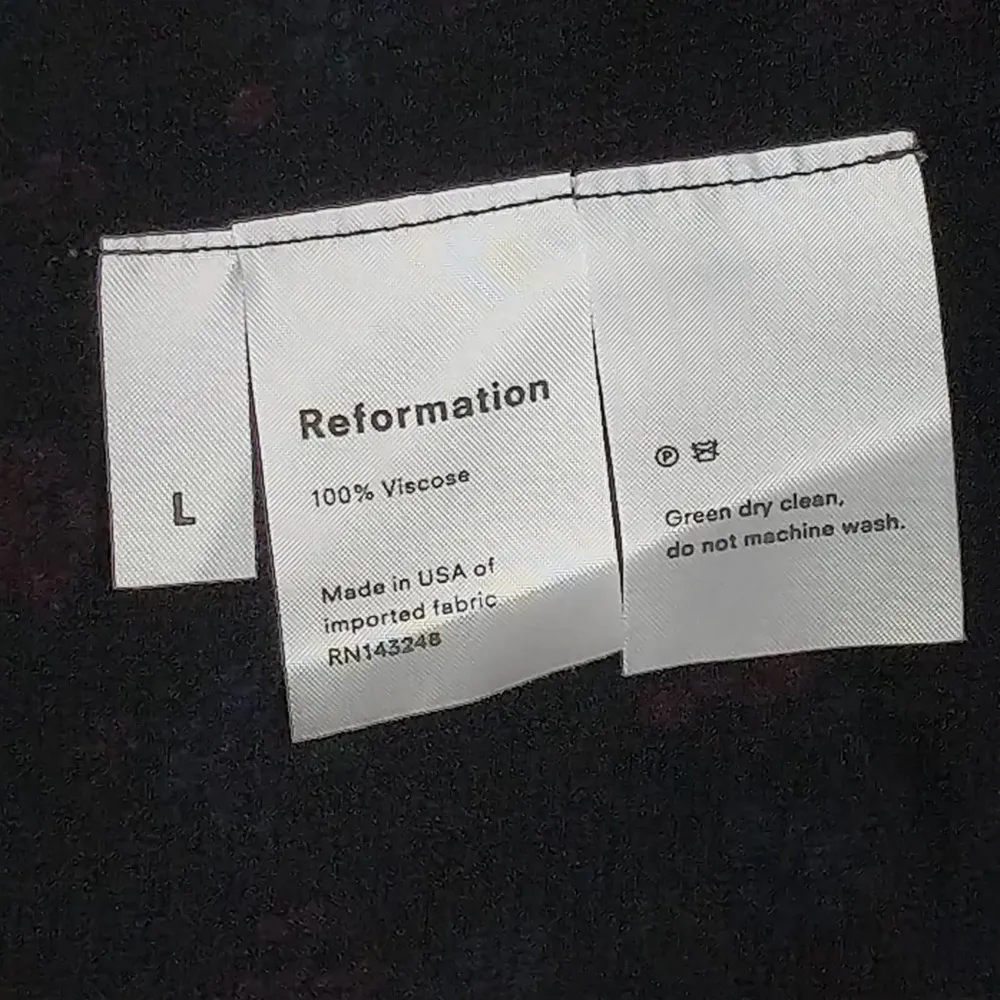 L
Reformation
100% Viscose
Made in USA of
imported fabric
RN143248
P
Green dry clean,
do not machine wash.